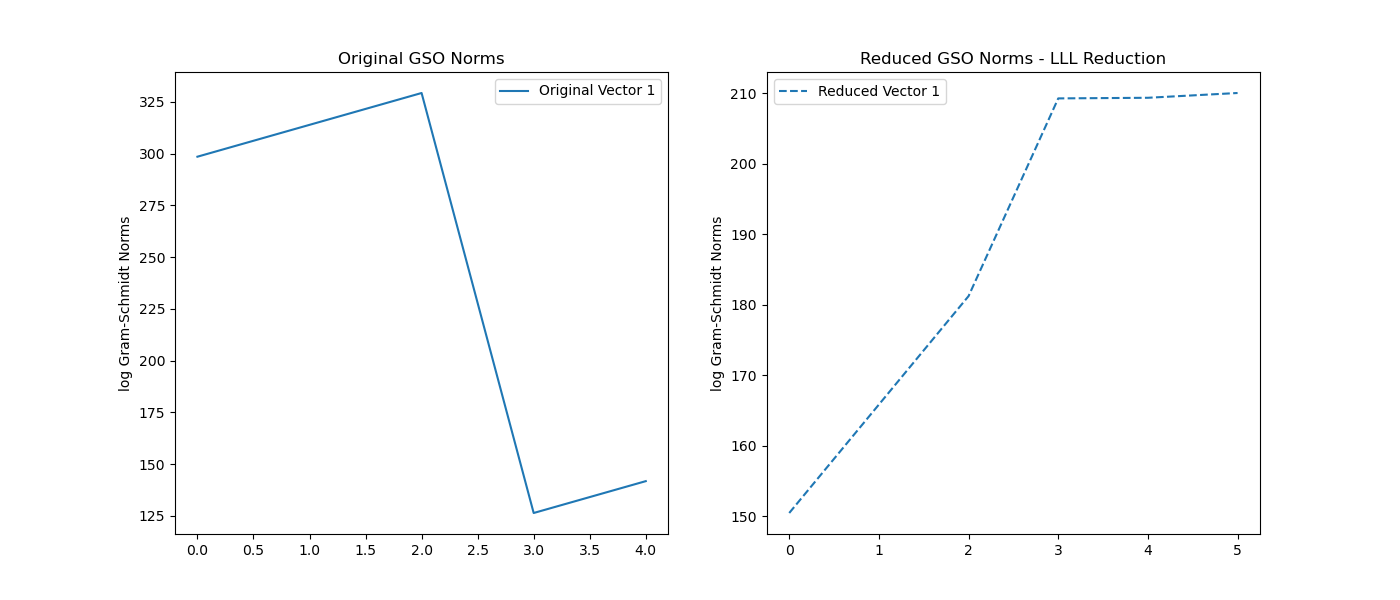 Original GSO Norms
Original Vector 1
log Gram-Schmidt Norms
325
300
275
250
225
200
175
150
125
0.0 0.5 1.0 1.5 2.0 2.5 3.0 3.5 4.0
Reduced GSO Norms - LLL Reduction
Reduced Vector 1
log Gram-Schmidt Norms
210
200
190
180
170
160
150
0 1 2 3 4 5